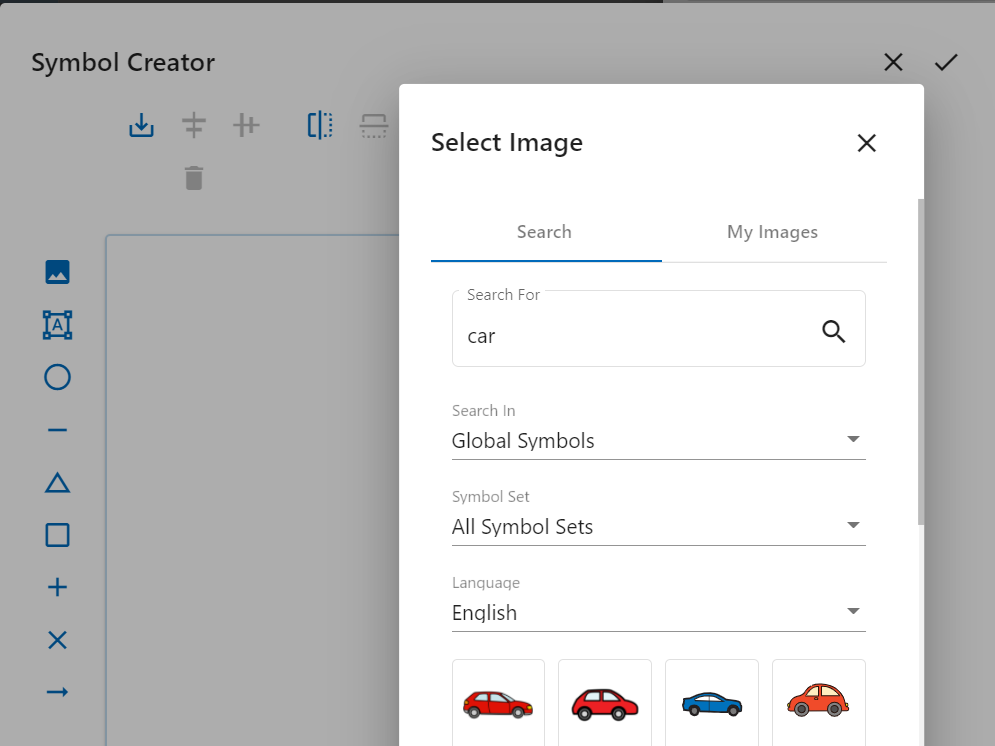 Symbol Creator
Select Image
Search
My Images
A
Search For
car
Search In
Global Symbols
Symbol Set
All Symbol Sets
Language
English